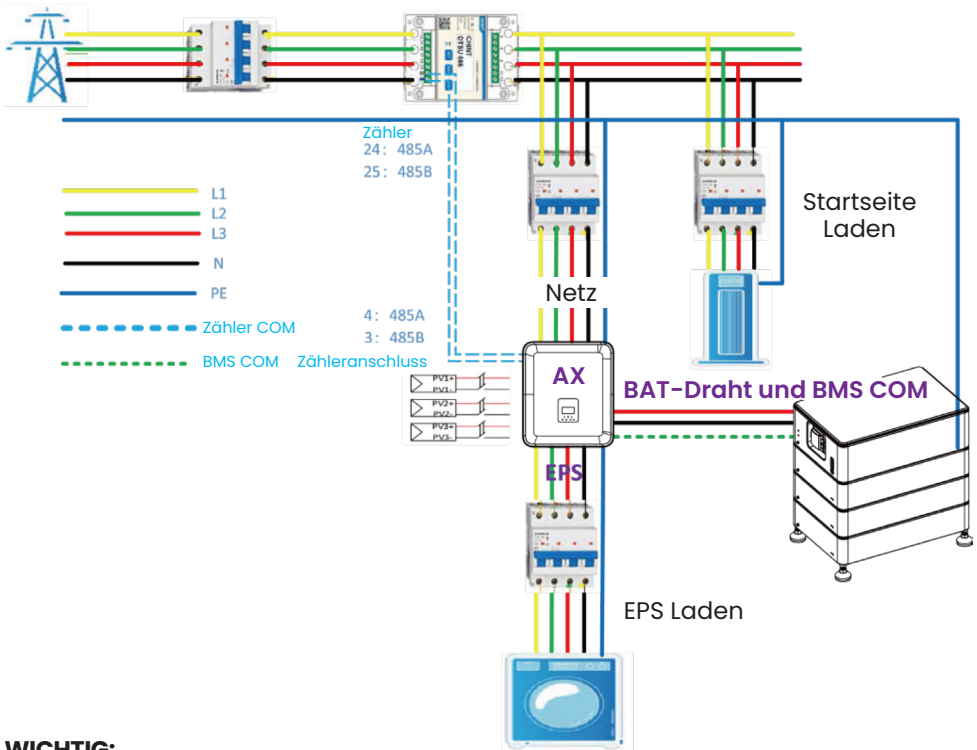 CHINT
DTSU666
Zähler
24: 485A
25: 485B
L1
L2
L3
N
PE
Zähler COM
BMS COM Zähleranschluss
4: 485A
3: 485B
Startseite
Laden
Netz
AX
BAT-Draht und BMS COM
PV1+
PV1-
PV2+
PV2-
PV3+
PV3-
EPS
EPS Laden
WICHTIG: